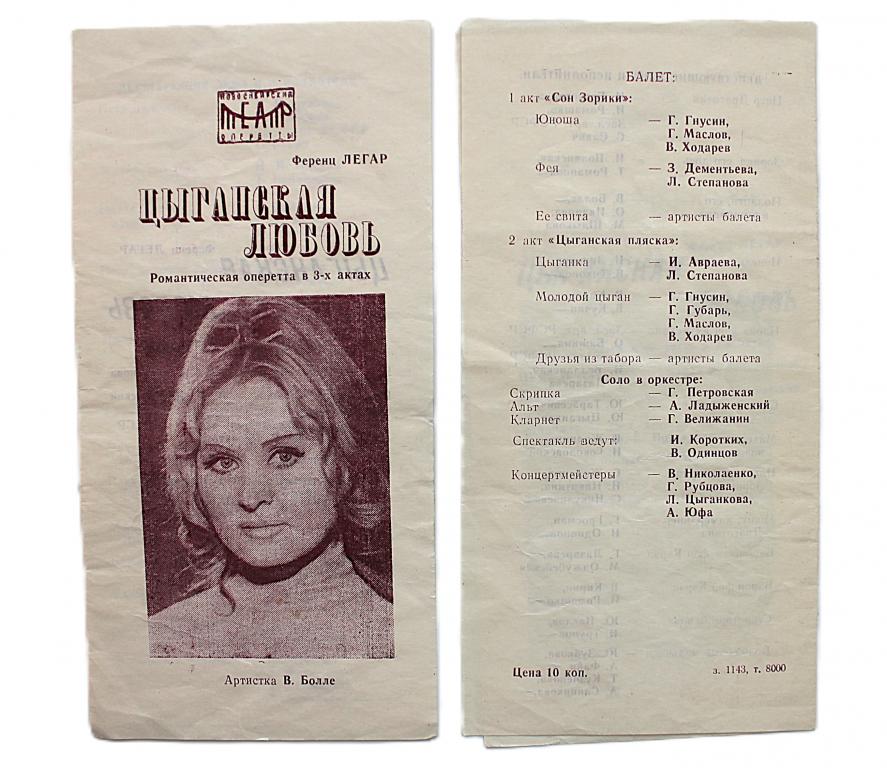 НОВОСИБИРСКИЙ
ТЕАТР
ОПЕРЕТТЫ
Ференц ЛЕГАР
ЦЫГАНСКАЯ
ЛЮБОВЬ
Романтическая оперетта в 3-х актах
Артистка В. Болле
БАЛЕТ:
1 акт «Сон Зорики»:
Юноша — Г. Гнусин,
Г. Маслов,
В. Ходарев
Фея — З. Дементьева,
Л. Степанова
Ее свита — артисты балета
2 акт «Цыганская пляска»:
Цыганка — И. Авраева,
Л. Степанова
Молодой цыган — Г. Гнусин,
Г. Губарь,
Г. Маслов,
В. Ходарев
Друзья из табора — артисты балета
Соло в оркестре:
Скрипка — Г. Петровская
Альт — А. Ладыженский
Кларнет — Г. Велижанин
Спектакль ведут: И. Коротких,
В. Одинцов
Концертмейстеры — В. Николаенко,
Г. Рубцова,
Л. Цыганкова,
А. Юфа
Цена 10 коп. з. 1143, т. 8000